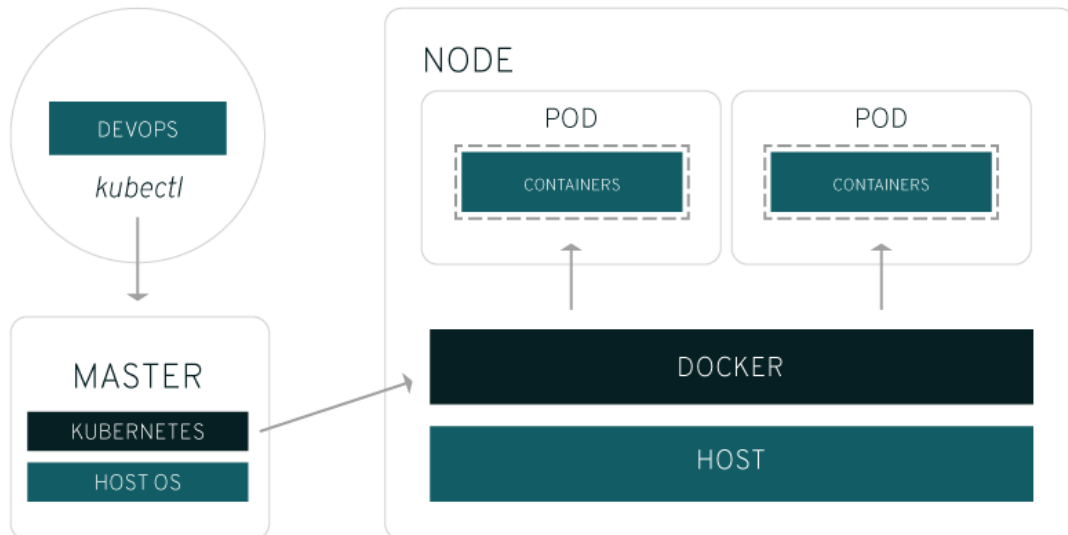 DEVOPS
kubectl
MASTER
KUBERNETES
HOST OS
NODE
POD
CONTAINERS
POD
CONTAINERS
DOCKER
HOST